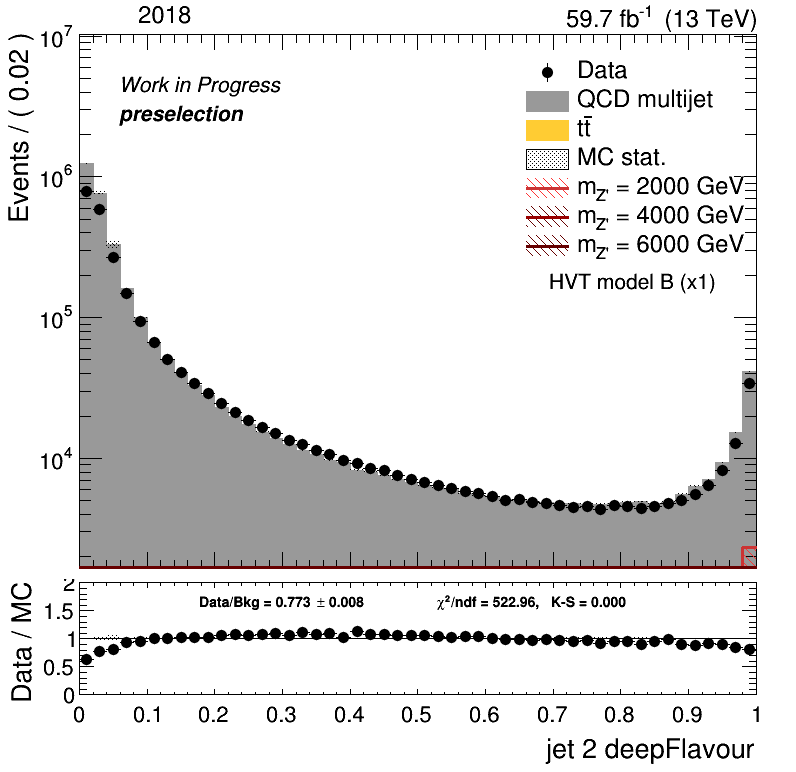 2018
59.7 fb⁻¹ (13 TeV)
Events / ( 0.02 )
10⁷
10⁶
10⁵
10⁴
Work in Progress
preselection
Data
QCD multijet
tt̄
MC stat.
m_Z' = 2000 GeV
m_Z' = 4000 GeV
m_Z' = 6000 GeV
HVT model B (x1)
Data / MC
2
1.5
1
0.5
0
Data/Bkg = 0.773 ± 0.008
χ²/ndf = 522.96, K-S = 0.000
0 0.1 0.2 0.3 0.4 0.5 0.6 0.7 0.8 0.9 1
jet 2 deepFlavour